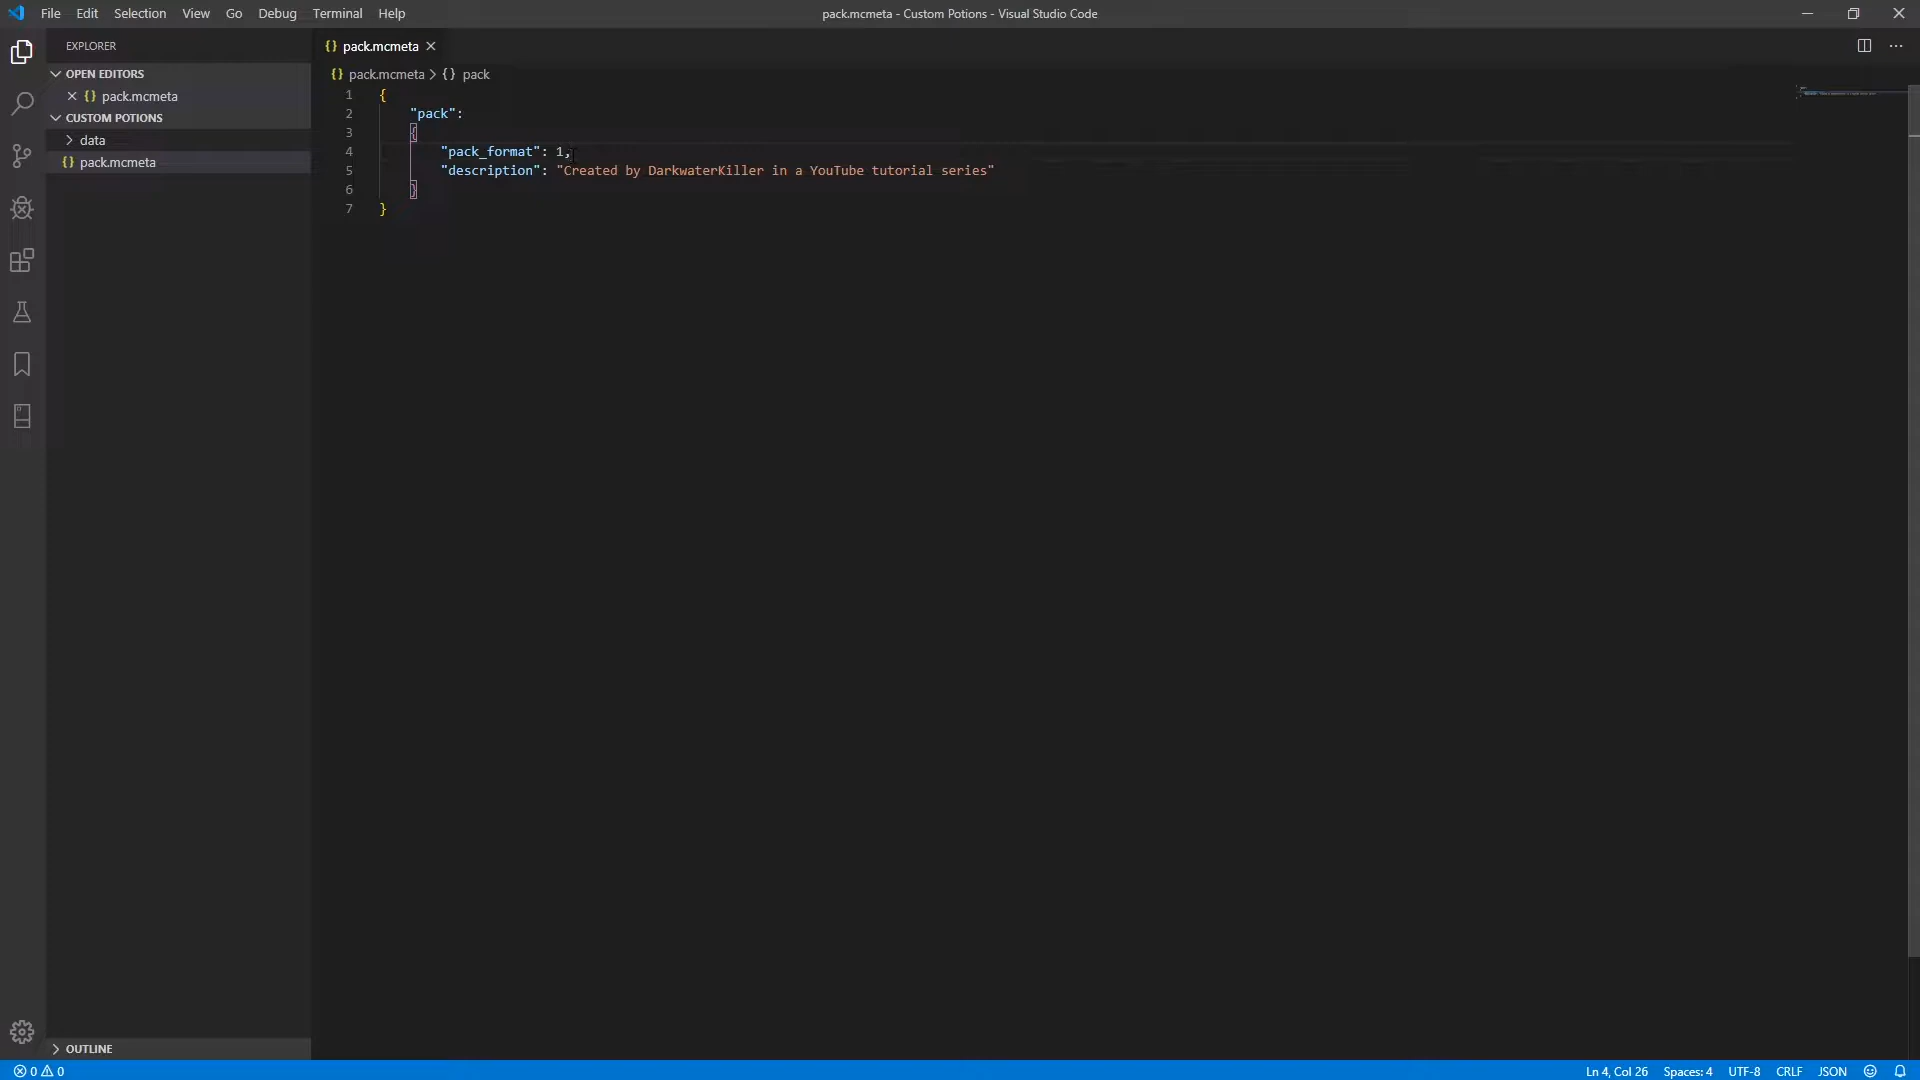 File Edit Selection View Go Debug Terminal Help
pack.mcmeta - Custom Potions - Visual Studio Code
EXPLORER
OPEN EDITORS
pack.mcmeta
CUSTOM POTIONS
data
pack.mcmeta
OUTLINE
pack.mcmeta
pack.mcmeta > {} pack
1 {
2 "pack":
3 {
4 "pack_format": 1,
5 "description": "Created by DarkwaterKiller in a YouTube tutorial series"
6 }
7 }
0 0
Ln 4, Col 26 Spaces: 4 UTF-8 CRLF JSON